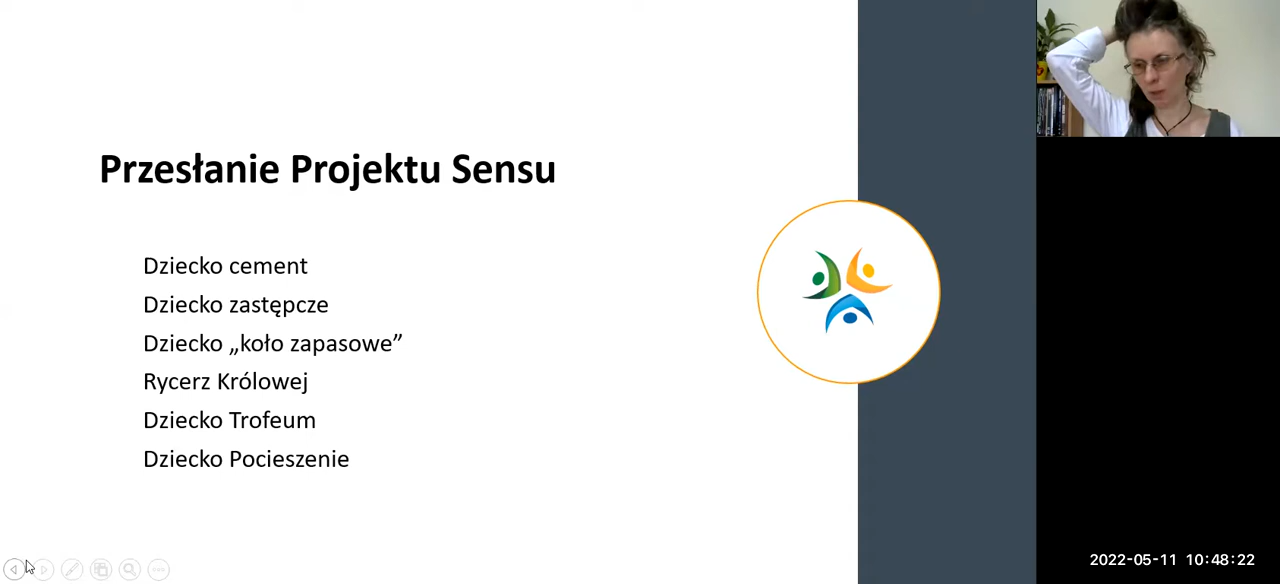 Przesłanie Projektu Sensu
Dziecko cement
Dziecko zastępcze
Dziecko „koło zapasowe”
Rycerz Królowej
Dziecko Trofeum
Dziecko Pocieszenie
2022-05-11 10:48:22